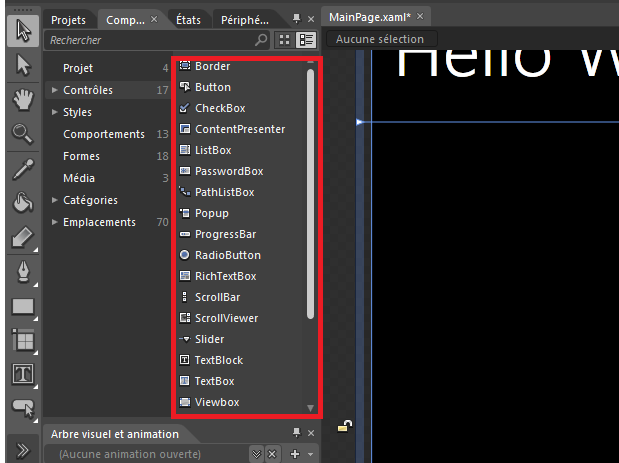 Projets Comp... × États Périphé... ×
MainPage.xaml* ×
Rechercher
Aucune sélection
Hello W
Projet 4
Contrôles 17
Styles
Comportements 13
Formes 18
Média 3
Catégories
Emplacements 70
Border
Button
CheckBox
ContentPresenter
ListBox
PasswordBox
PathListBox
Popup
ProgressBar
RadioButton
RichTextBox
ScrollBar
ScrollViewer
Slider
TextBlock
TextBox
Viewbox
Arbre visuel et animation
(Aucune animation ouverte)